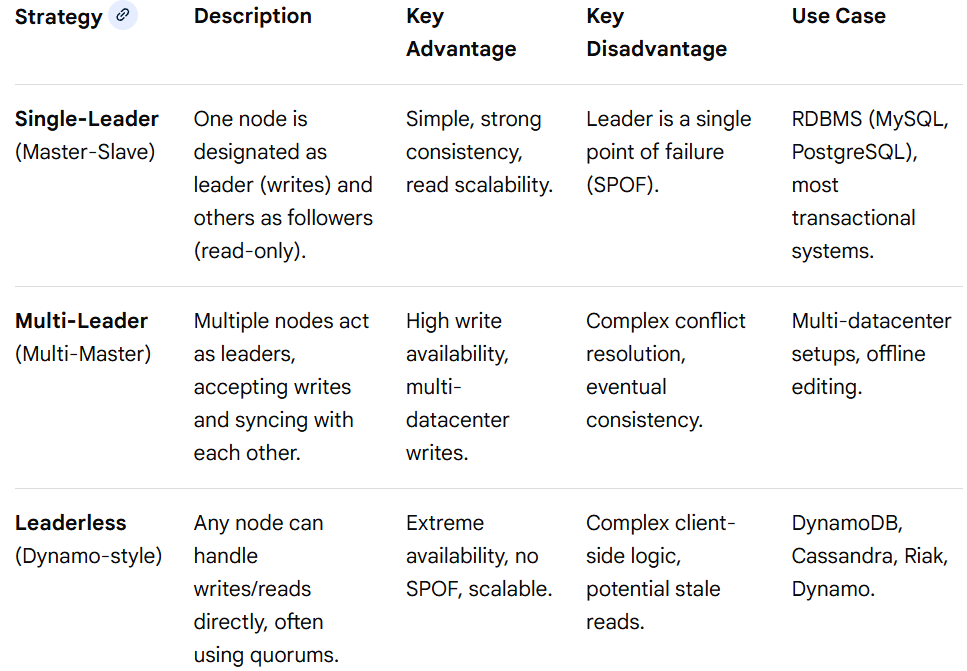 Strategy
Description
Key
Advantage
Key
Disadvantage
Use Case
Single-Leader
(Master-Slave)
One node is
designated as
leader (writes) and
others as followers
(read-only).
Simple, strong
consistency,
read scalability.
Leader is a single
point of failure
(SPOF).
RDBMS (MySQL,
PostgreSQL),
most
transactional
systems.
Multi-Leader
(Multi-Master)
Multiple nodes act
as leaders,
accepting writes
and syncing with
each other.
High write
availability,
multi-
datacenter
writes.
Complex conflict
resolution,
eventual
consistency.
Multi-datacenter
setups, offline
editing.
Leaderless
(Dynamo-style)
Any node can
handle
writes/reads
directly, often
using quorums.
Extreme
availability, no
SPOF, scalable.
Complex client-
side logic,
potential stale
reads.
DynamoDB,
Cassandra, Riak,
Dynamo.